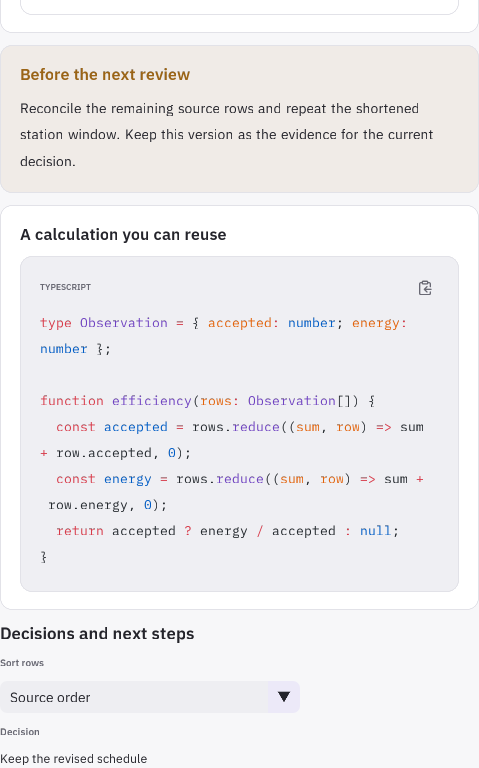 Before the next review
Reconcile the remaining source rows and repeat the shortened
station window. Keep this version as the evidence for the current
decision.
A calculation you can reuse
TYPESCRIPT
type Observation = { accepted: number; energy:
number };
function efficiency(rows: Observation[]) {
  const accepted = rows.reduce((sum, row) => sum
+ row.accepted, 0);
  const energy = rows.reduce((sum, row) => sum +
 row.energy, 0);
  return accepted ? energy / accepted : null;
}
Decisions and next steps
Sort rows
Source order
Decision
Keep the revised schedule